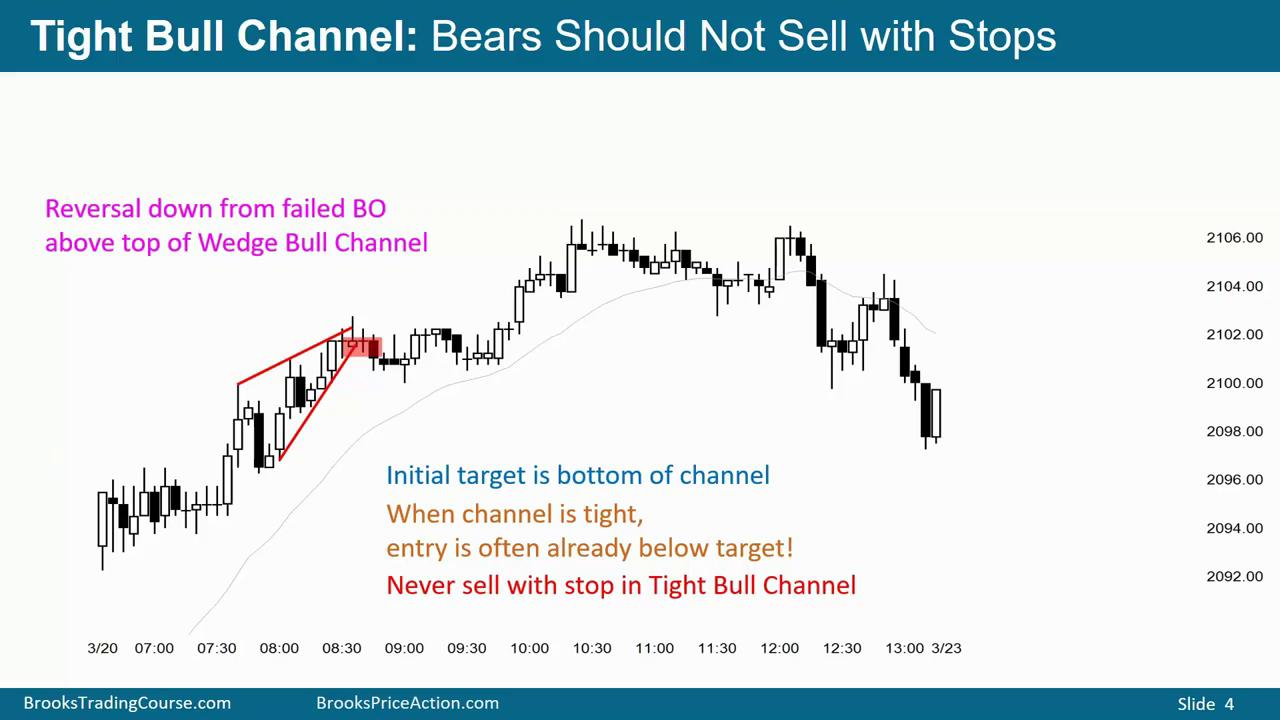 Tight Bull Channel: Bears Should Not Sell with Stops
Reversal down from failed BO
above top of Wedge Bull Channel
2106.00
2104.00
2102.00
2100.00
2098.00
2096.00
2094.00
2092.00
Initial target is bottom of channel
When channel is tight,
entry is often already below target!
Never sell with stop in Tight Bull Channel
3/20 07:00 07:30 08:00 08:30 09:00 09:30 10:00 10:30 11:00 11:30 12:00 12:30 13:00 3/23
BrooksTradingCourse.com BrooksPriceAction.com Slide 4